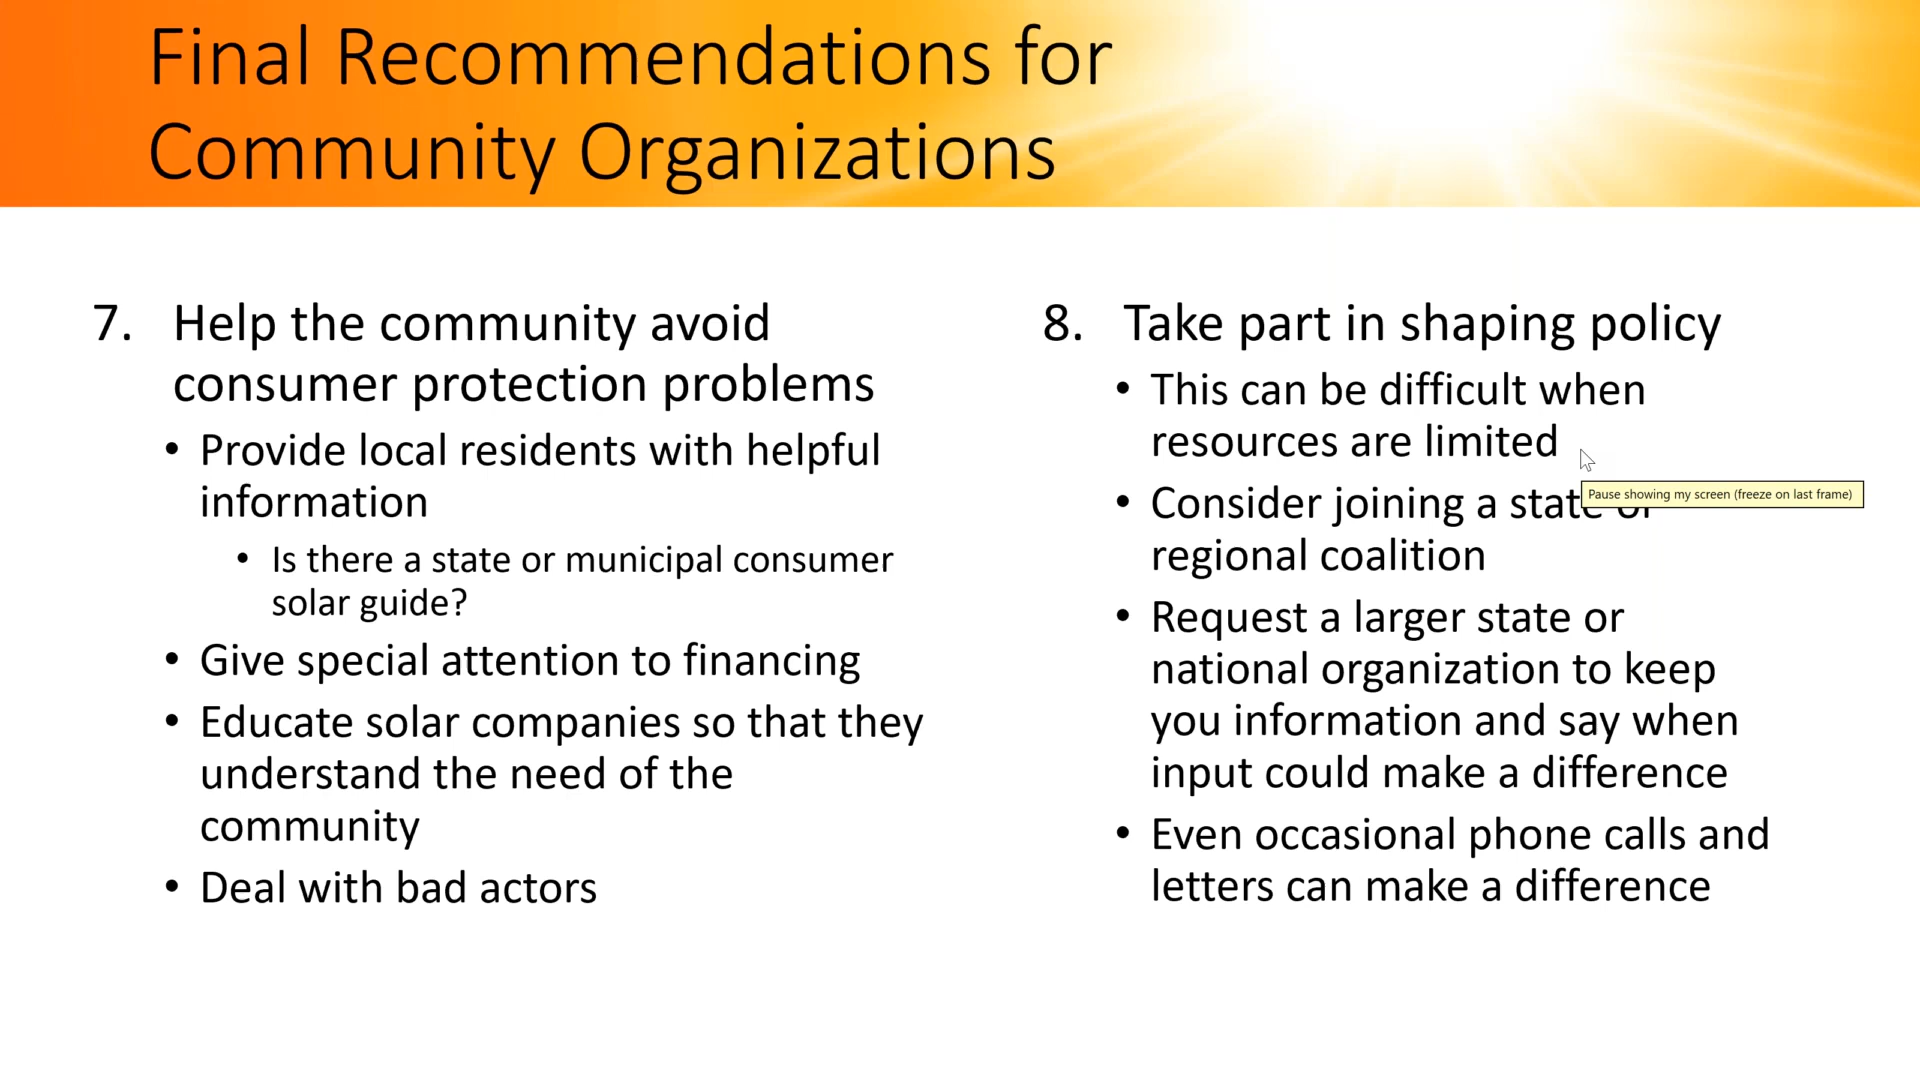 Final Recommendations for
Community Organizations
7. Help the community avoid
consumer protection problems
• Provide local residents with helpful
information
• Is there a state or municipal consumer
solar guide?
• Give special attention to financing
• Educate solar companies so that they
understand the need of the
community
• Deal with bad actors
8. Take part in shaping policy
• This can be difficult when
resources are limited
Pause showing my screen (freeze on last frame)
• Consider joining a state or
regional coalition
• Request a larger state or
national organization to keep
you information and say when
input could make a difference
• Even occasional phone calls and
letters can make a difference